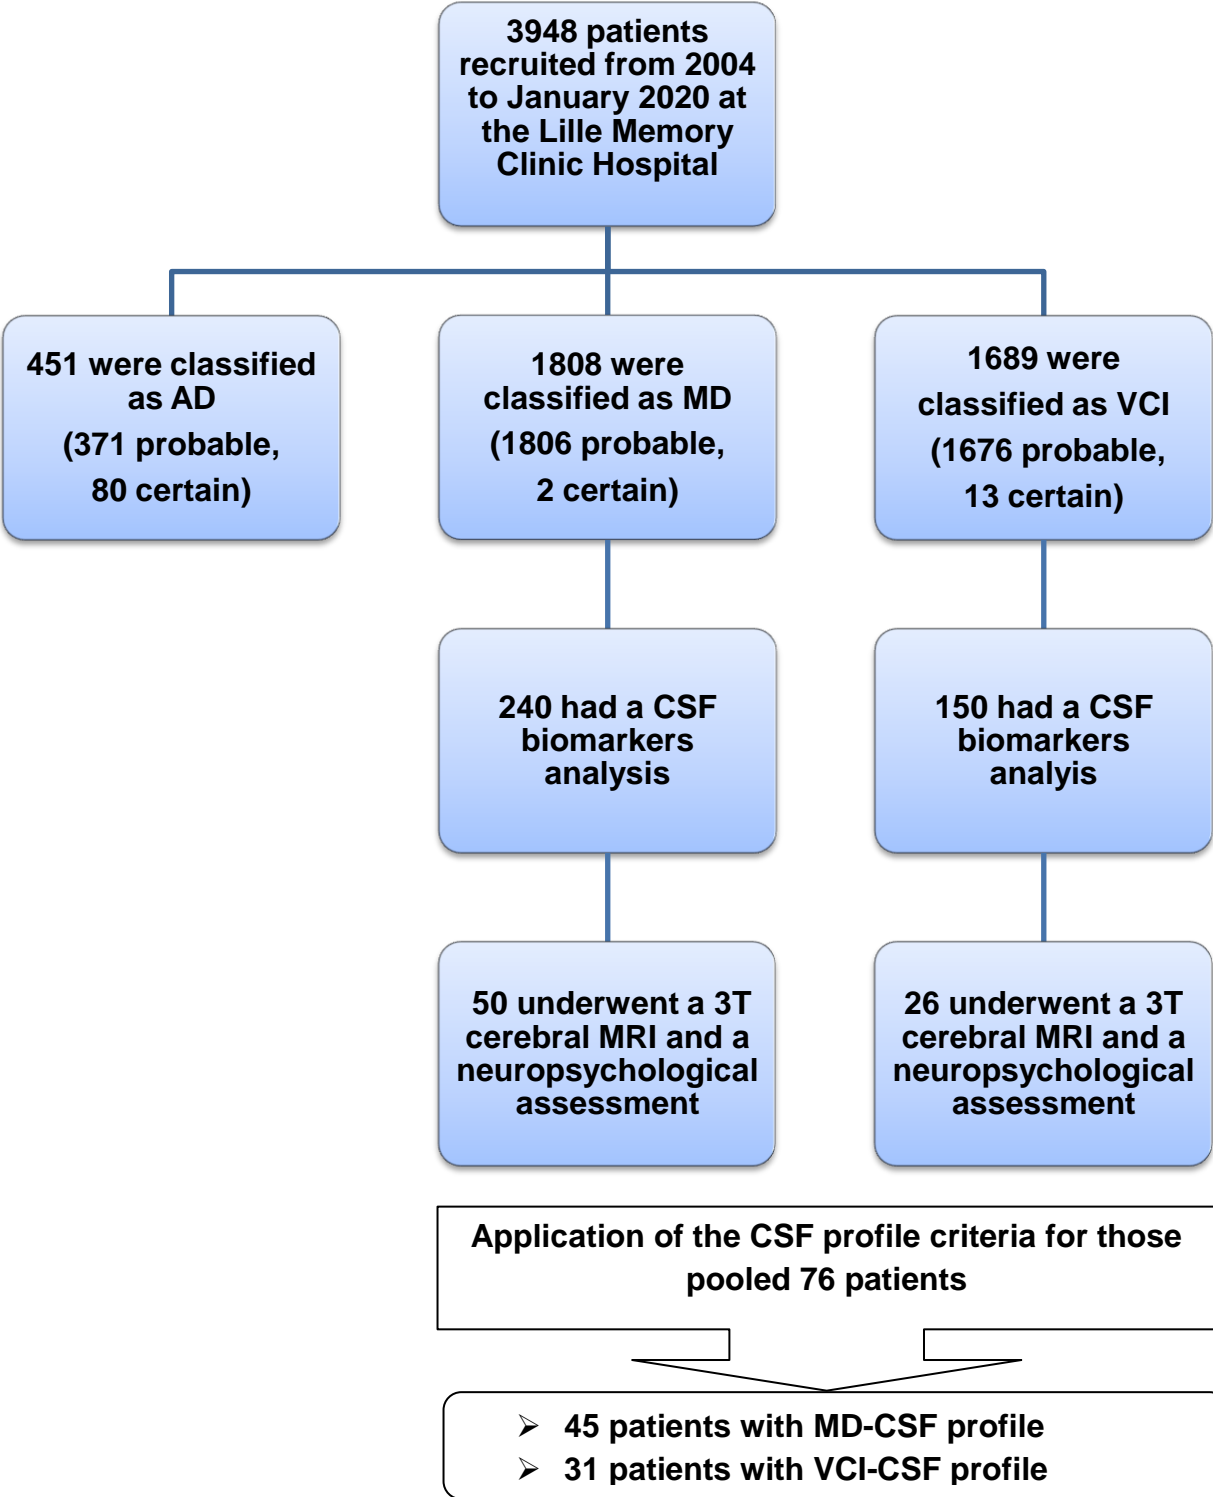 3948 patients
recruited from 2004
to January 2020 at
the Lille Memory
Clinic Hospital
451 were classified
as AD
(371 probable,
80 certain)
1808 were
classified as MD
(1806 probable,
2 certain)
1689 were
classified as VCI
(1676 probable,
13 certain)
240 had a CSF
biomarkers
analysis
150 had a CSF
biomarkers
analyis
50 underwent a 3T
cerebral MRI and a
neuropsychological
assessment
26 underwent a 3T
cerebral MRI and a
neuropsychological
assessment
Application of the CSF profile criteria for those
pooled 76 patients
➢ 45 patients with MD-CSF profile
➢ 31 patients with VCI-CSF profile